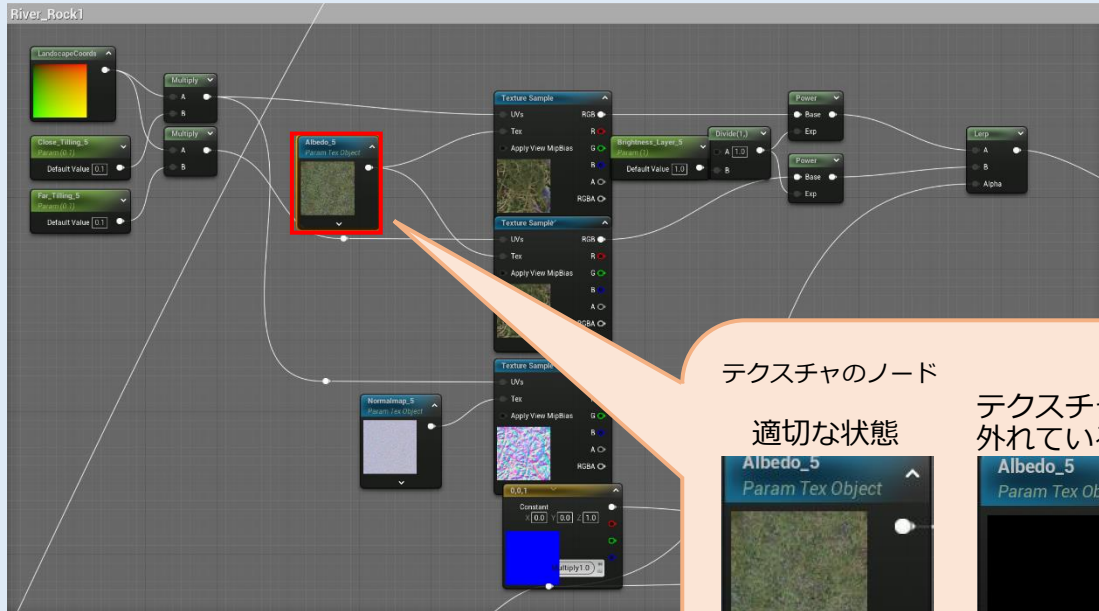 River_Rock1
LandscapeCoords
Multiply
A
B
Multiply
A
B
Close_Tilling_5
Param (0.1)
Default Value 0.1
Far_Tilling_5
Param (0.1)
Default Value 0.1
Albedo_5
Param Tex Object
Texture Sample
UVs
RGB
Tex
R
Apply View MipBias
G
B
A
RGBA
Texture Sample
UVs
RGB
Tex
R
Apply View MipBias
G
B
A
RGBA
Brightness_Layer_5
Param (1)
Default Value 1.0
Divide(1,)
A 1.0
B
Power
Base
Exp
Power
Base
Exp
Lerp
A
B
Alpha
Normalmap_5
Param Tex Object
Texture Sample
UVs
Tex
Apply View MipBias
G
B
A
RGBA
0,0,1
Constant
X 0.0 Y 0.0 Z 1.0
テクスチャのノード
適切な状態
Albedo_5
Param Tex Object
外れてい
Albedo_5
Param Tex